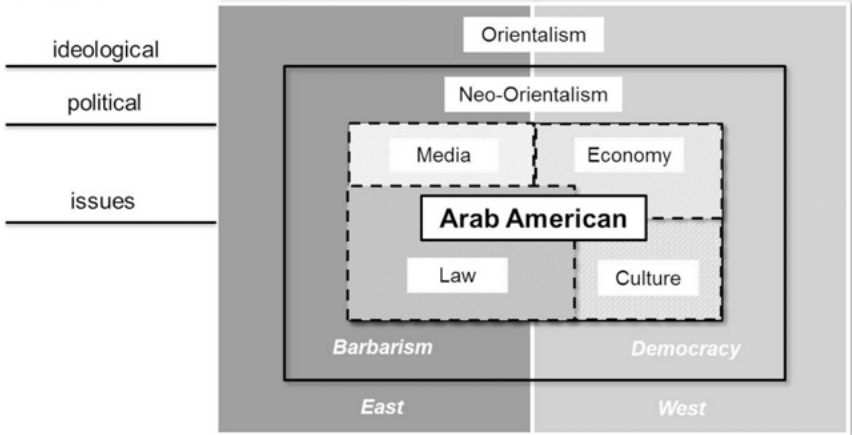 Orientalism
ideological
Neo-Orientalism
political
Media
Economy
issues
Arab American
Law
Culture
Barbarism
Democracy
East
West